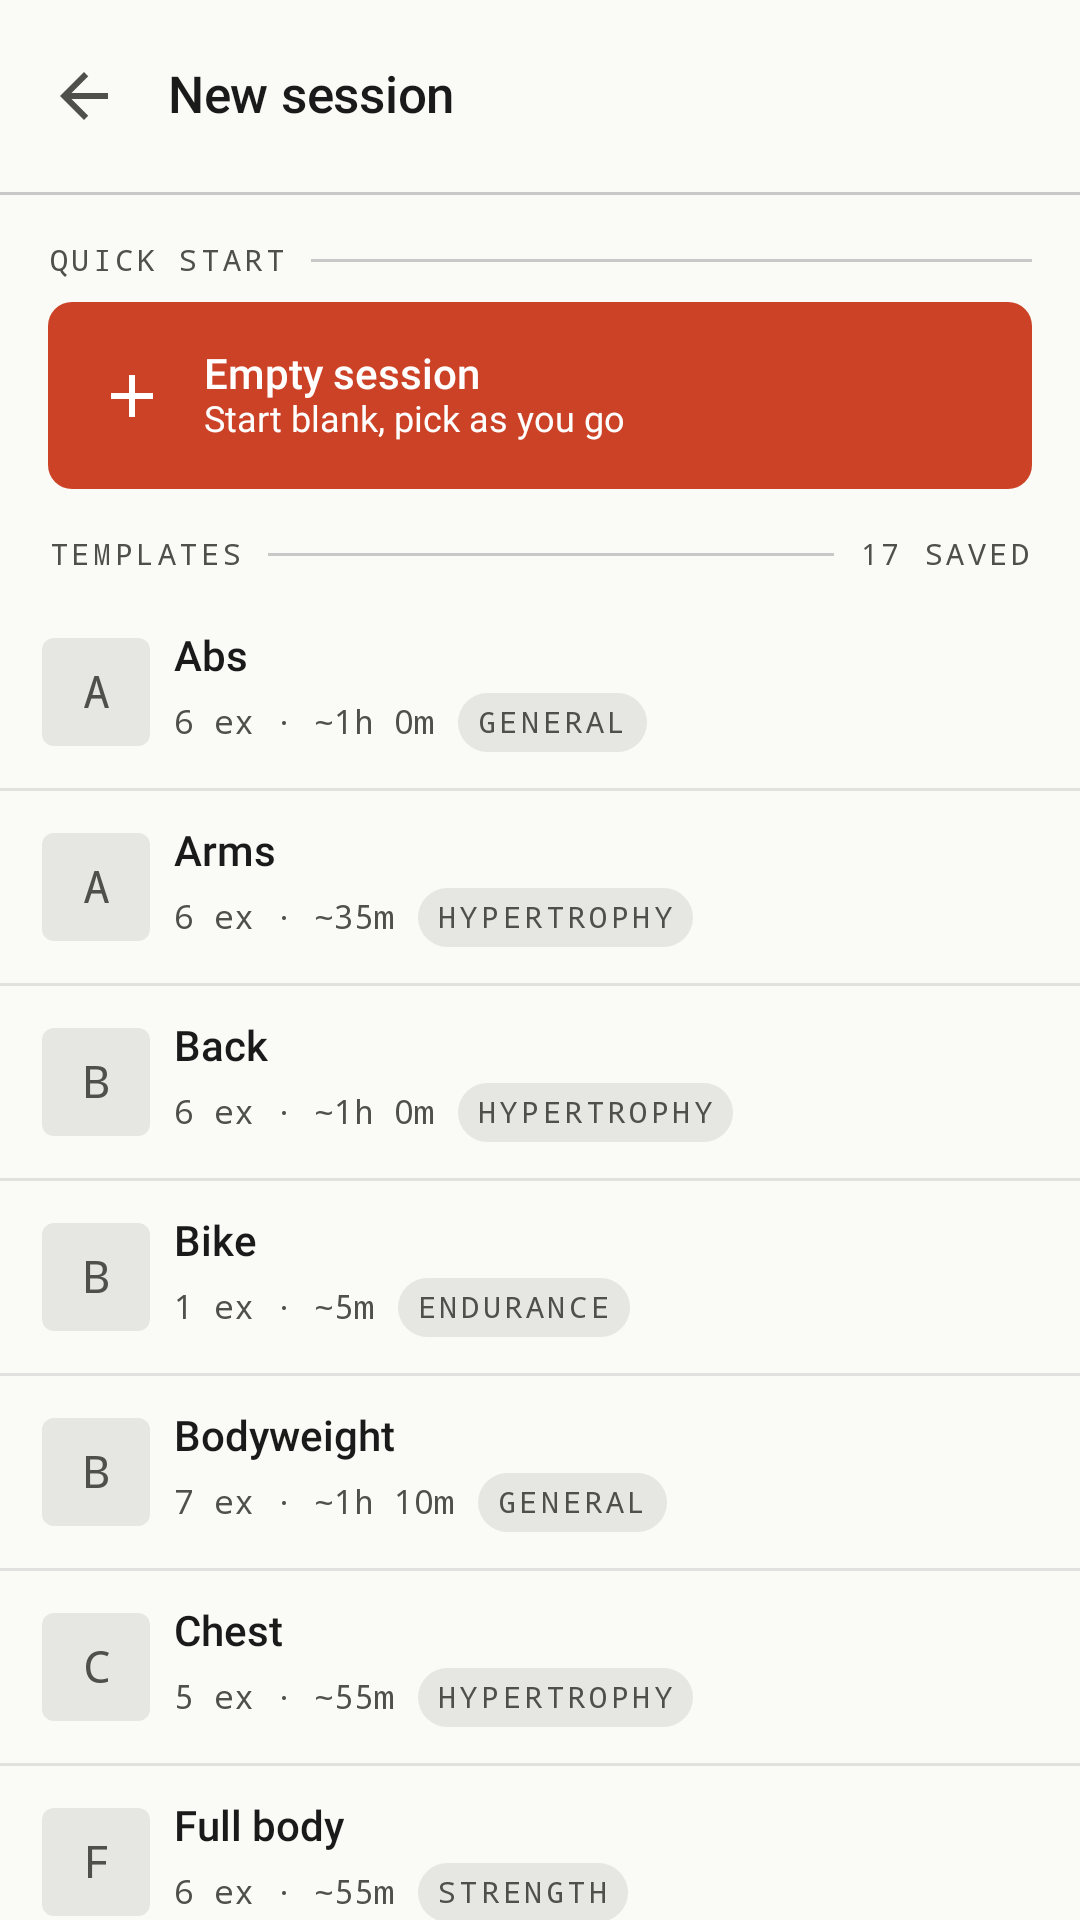 New session
QUICK START
Empty session
Start blank, pick as you go
TEMPLATES 17 SAVED
A
Abs
6 ex · ~1h 0m GENERAL
A
Arms
6 ex · ~35m HYPERTROPHY
B
Back
6 ex · ~1h 0m HYPERTROPHY
B
Bike
1 ex · ~5m ENDURANCE
B
Bodyweight
7 ex · ~1h 10m GENERAL
C
Chest
5 ex · ~55m HYPERTROPHY
F
Full body
6 ex · ~55m STRENGTH